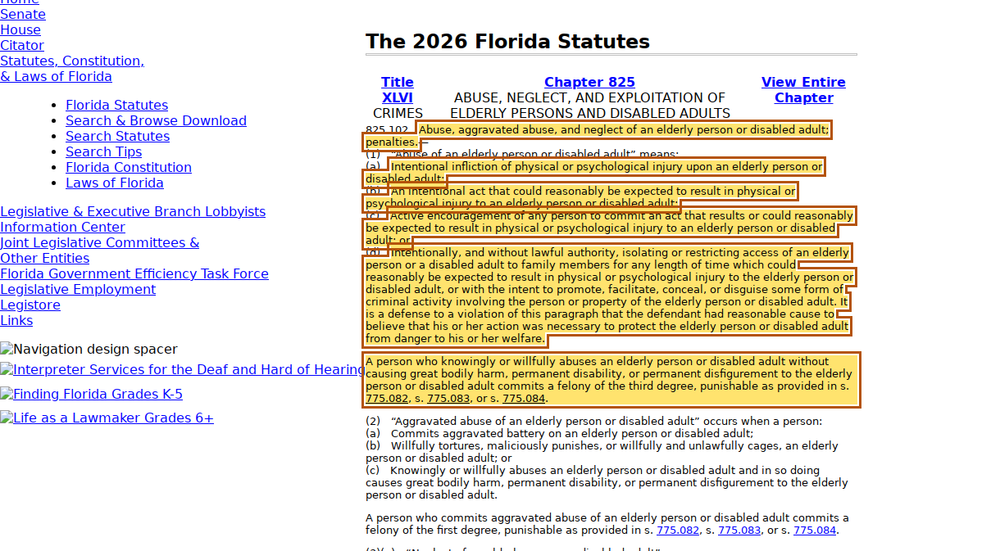 Home
Senate
House
Citator
Statutes, Constitution,
& Laws of Florida
Florida Statutes
Search & Browse Download
Search Statutes
Search Tips
Florida Constitution
Laws of Florida
Legislative & Executive Branch Lobbyists
Information Center
Joint Legislative Committees &
Other Entities
Florida Government Efficiency Task Force
Legislative Employment
Legistore
Links
Navigation design spacer
Interpreter Services for the Deaf and Hard of Hearing
Finding Florida Grades K-5
Life as a Lawmaker Grades 6+
The 2026 Florida Statutes
Title XLVI
CRIMES
Chapter 825
ABUSE, NEGLECT, AND EXPLOITATION OF
ELDERLY PERSONS AND DISABLED ADULTS
View Entire
Chapter
825.102 Abuse, aggravated abuse, and neglect of an elderly person or disabled adult;
penalties.—
(1) “Abuse of an elderly person or disabled adult” means:
(a) Intentional infliction of physical or psychological injury upon an elderly person or
disabled adult;
(b) An intentional act that could reasonably be expected to result in physical or
psychological injury to an elderly person or disabled adult;
(c) Active encouragement of any person to commit an act that results or could reasonably
be expected to result in physical or psychological injury to an elderly person or disabled
adult; or
(d) Intentionally, and without lawful authority, isolating or restricting access of an elderly
person or a disabled adult to family members for any length of time which could
reasonably be expected to result in physical or psychological injury to the elderly person or
disabled adult, or with the intent to promote, facilitate, conceal, or disguise some form of
criminal activity involving the person or property of the elderly person or disabled adult. It
is a defense to a violation of this paragraph that the defendant had reasonable cause to
believe that his or her action was necessary to protect the elderly person or disabled adult
from danger to his or her welfare.
A person who knowingly or willfully abuses an elderly person or disabled adult without
causing great bodily harm, permanent disability, or permanent disfigurement to the elderly
person or disabled adult commits a felony of the third degree, punishable as provided in s.
775.082, s. 775.083, or s. 775.084.
(2) “Aggravated abuse of an elderly person or disabled adult” occurs when a person:
(a) Commits aggravated battery on an elderly person or disabled adult;
(b) Willfully tortures, maliciously punishes, or willfully and unlawfully cages, an elderly
person or disabled adult; or
(c) Knowingly or willfully abuses an elderly person or disabled adult and in so doing
causes great bodily harm, permanent disability, or permanent disfigurement to the elderly
person or disabled adult.
A person who commits aggravated abuse of an elderly person or disabled adult commits a
felony of the first degree, punishable as provided in s. 775.082, s. 775.083, or s. 775.084.